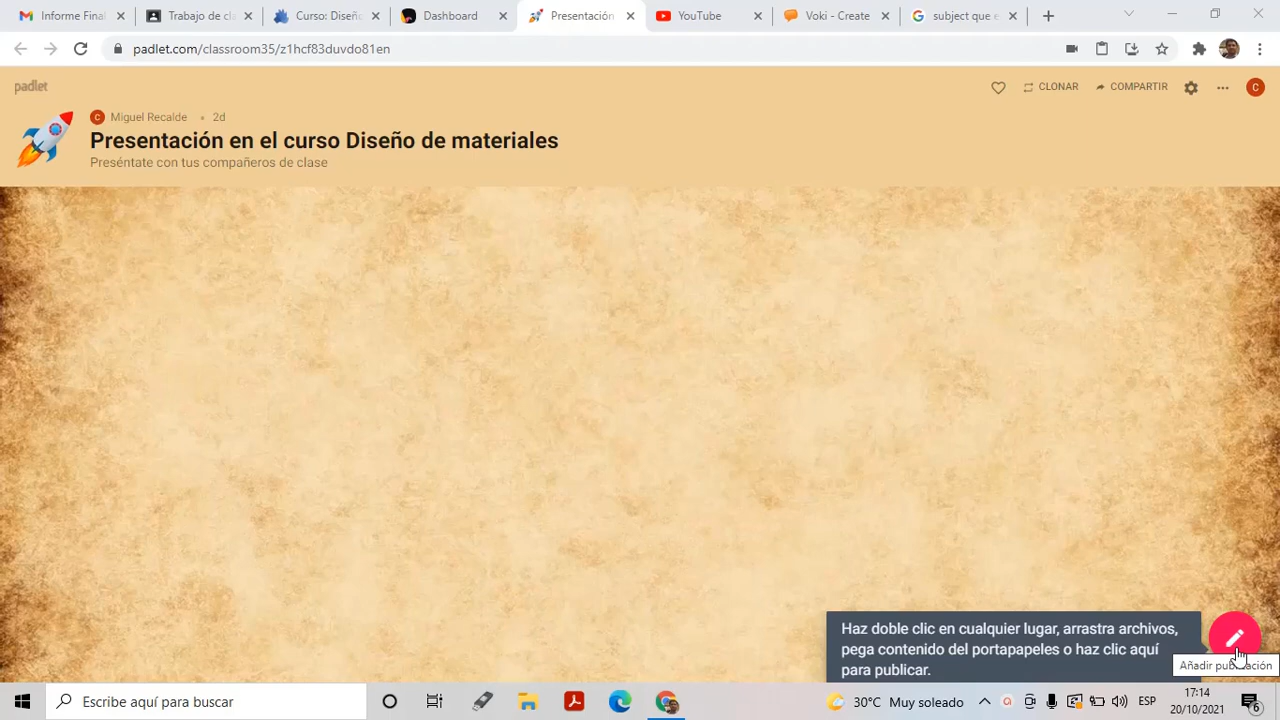 Informe Final
Trabajo de cl
Curso: Diseñ
Dashboard
Presentación
YouTube
Voki - Create
subject que e
padlet.com/classroom35/z1hcf83duvdo81en
padlet
CLONAR
COMPARTIR
C
C Miguel Recalde • 2d
Presentación en el curso Diseño de materiales
Preséntate con tus compañeros de clase
Haz doble clic en cualquier lugar, arrastra archivos,
pega contenido del portapapeles o haz clic aquí
para publicar.
Añadir publicación
Escribe aquí para buscar
30°C Muy soleado
ESP
17:14
20/10/2021
6